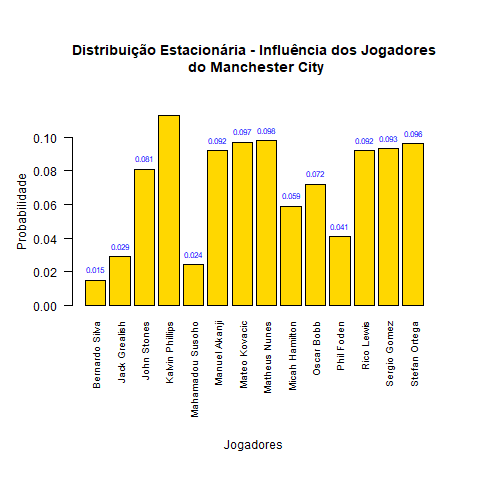 Distribuição Estacionária - Influência dos Jogadores
do Manchester City
Probabilidade
0.10
0.08
0.06
0.04
0.02
0.00
0.015
0.029
0.081
0.024
0.092
0.097
0.098
0.059
0.072
0.041
0.092
0.093
0.096
Bernardo Silva
Jack Grealish
John Stones
Kalvin Phillips
Mahamadou Susoho
Manuel Akanji
Mateo Kovacic
Matheus Nunes
Micah Hamilton
Oscar Bobb
Phil Foden
Rico Lewis
Sergio Gomez
Stefan Ortega
Jogadores